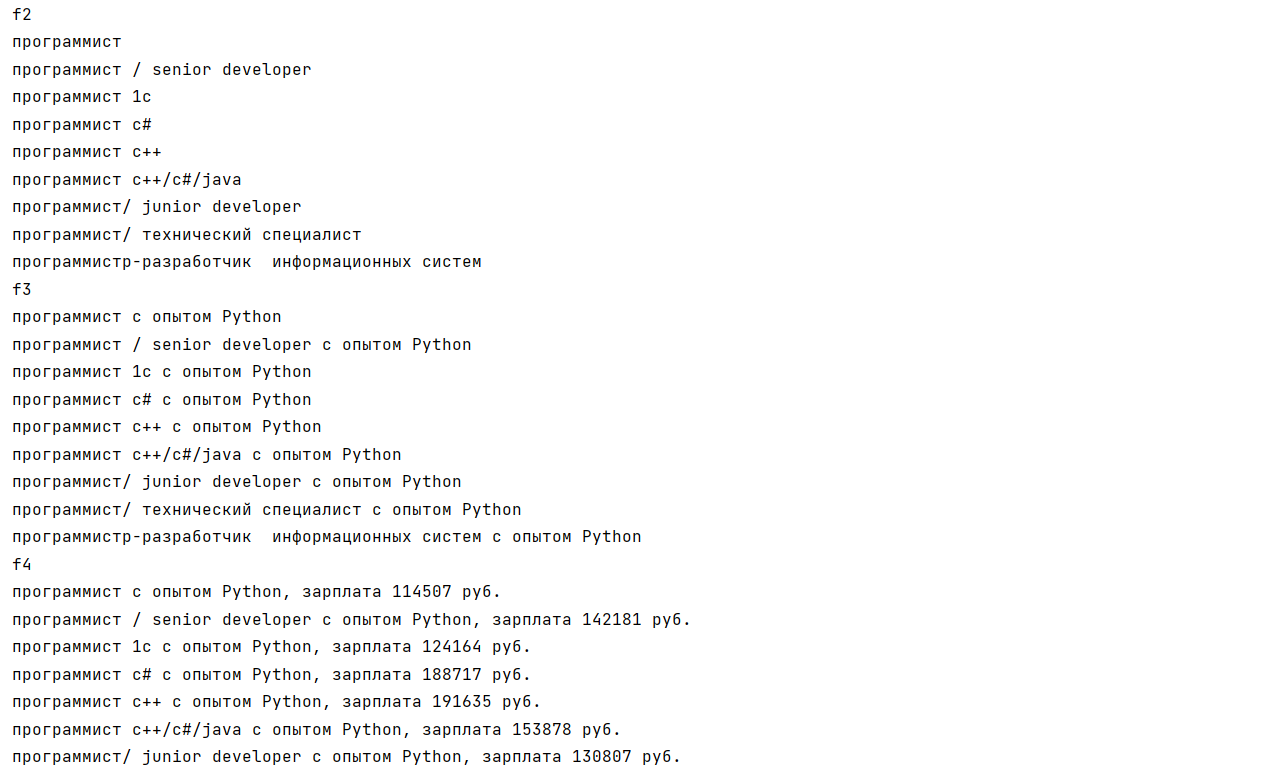 f2
программист
программист / senior developer
программист 1с
программист c#
программист c++
программист c++/c#/java
программист/ junior developer
программист/ технический специалист
программистр-разработчик  информационных систем
f3
программист с опытом Python
программист / senior developer с опытом Python
программист 1с с опытом Python
программист c# с опытом Python
программист c++ с опытом Python
программист c++/c#/java с опытом Python
программист/ junior developer с опытом Python
программист/ технический специалист с опытом Python
программистр-разработчик  информационных систем с опытом Python
f4
программист с опытом Python, зарплата 114507 руб.
программист / senior developer с опытом Python, зарплата 142181 руб.
программист 1с с опытом Python, зарплата 124164 руб.
программист c# с опытом Python, зарплата 188717 руб.
программист c++ с опытом Python, зарплата 191635 руб.
программист c++/c#/java с опытом Python, зарплата 153878 руб.
программист/ junior developer с опытом Python, зарплата 130807 руб.